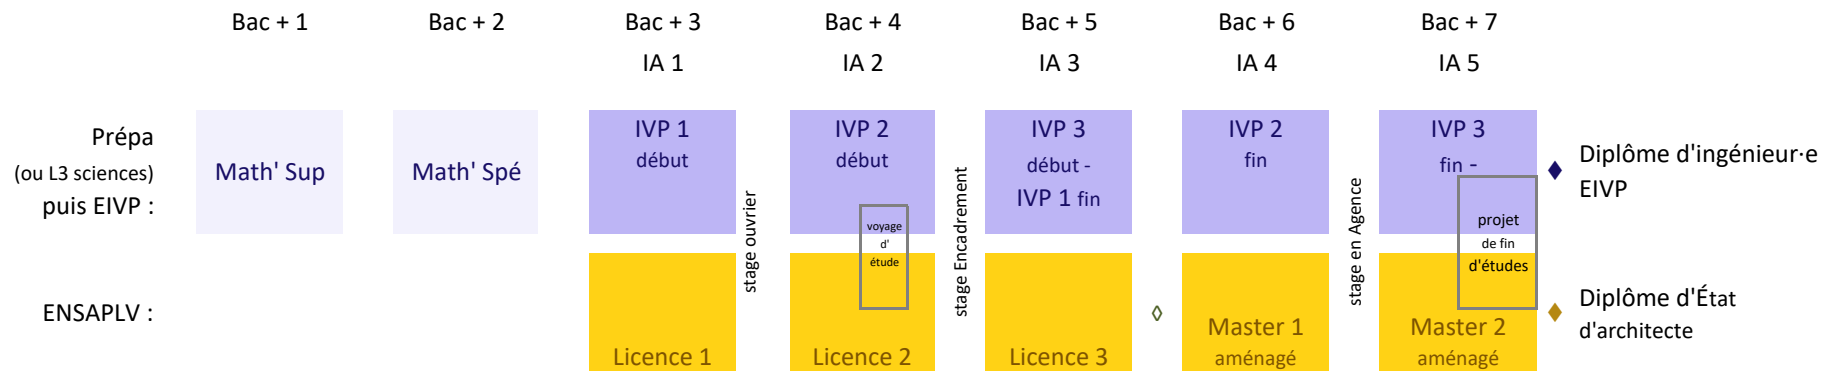 Bac + 1
Bac + 2
Bac + 3
Bac + 4
Bac + 5
Bac + 6
Bac + 7
IA 1
IA 2
IA 3
IA 4
IA 5
Prépa
(ou L3 sciences)
puis EIVP :
Math' Sup
Math' Spé
IVP 1
début
stage ouvrier
IVP 2
début
voyage
d'
étude
stage Encadrement
IVP 3
début -
IVP 1 fin
IVP 2
fin
stage en Agence
IVP 3
fin -
projet
de fin
d'études
Diplôme d'ingénieur·e
EIVP
ENSAPLV :
Licence 1
Licence 2
Licence 3
Master 1
aménagé
Master 2
aménagé
Diplôme d'État
d'architecte